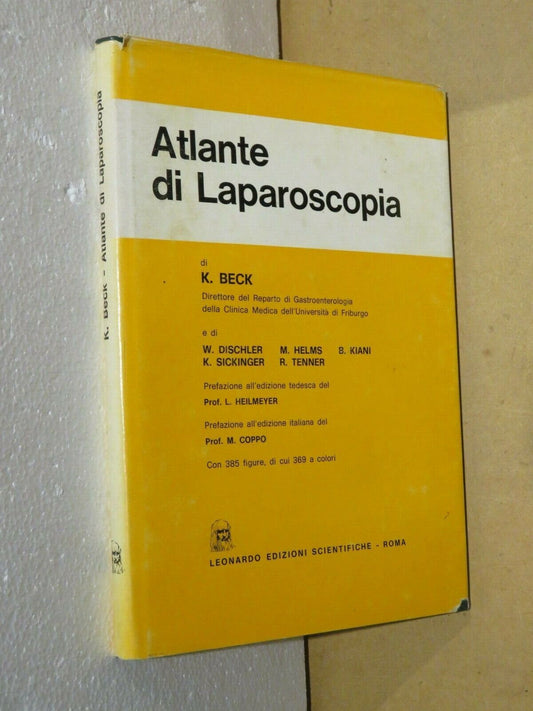 Atlante
di Laparoscopia
di
K. BECK
Direttore del Reparto di Gastroenterologia
della Clinica Medica dell'Università di Friburgo
e di
W. DISCHLER M. HELMS B. KIANI
K. SICKINGER R. TENNER
Prefazione all'edizione tedesca del
Prof. L. HEILMEYER
Prefazione all'edizione italiana del
Prof. M. COPPO
Con 385 figure, di cui 369 a colori
LEONARDO EDIZIONI SCIENTIFICHE - ROMA
K. Beck - Atlante di Laparoscopia